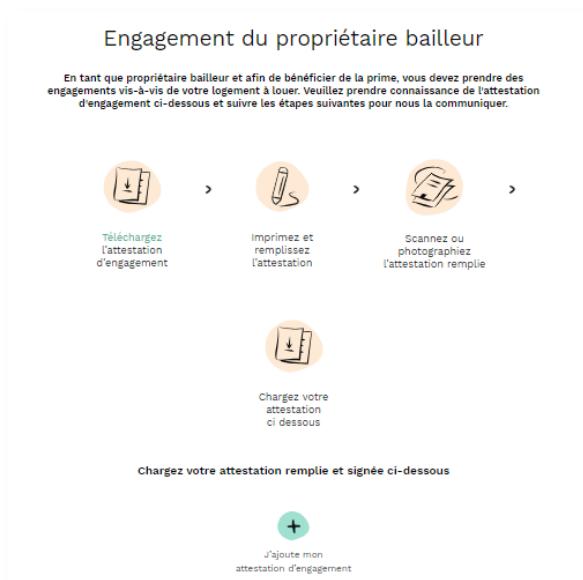 Engagement du propriétaire bailleur
En tant que propriétaire bailleur et afin de bénéficier de la prime, vous devez prendre des
engagements vis-à-vis de votre logement à louer. Veuillez prendre connaissance de l'attestation
d'engagement ci-dessous et suivre les étapes suivantes pour nous la communiquer.
Téléchargez
l'attestation
d'engagement
Imprimez et
remplissez
l'attestation
Scannez ou
photographiez
l'attestation remplie
Chargez votre
attestation
ci dessous
Chargez votre attestation remplie et signée ci-dessous
J'ajoute mon
attestation d'engagement